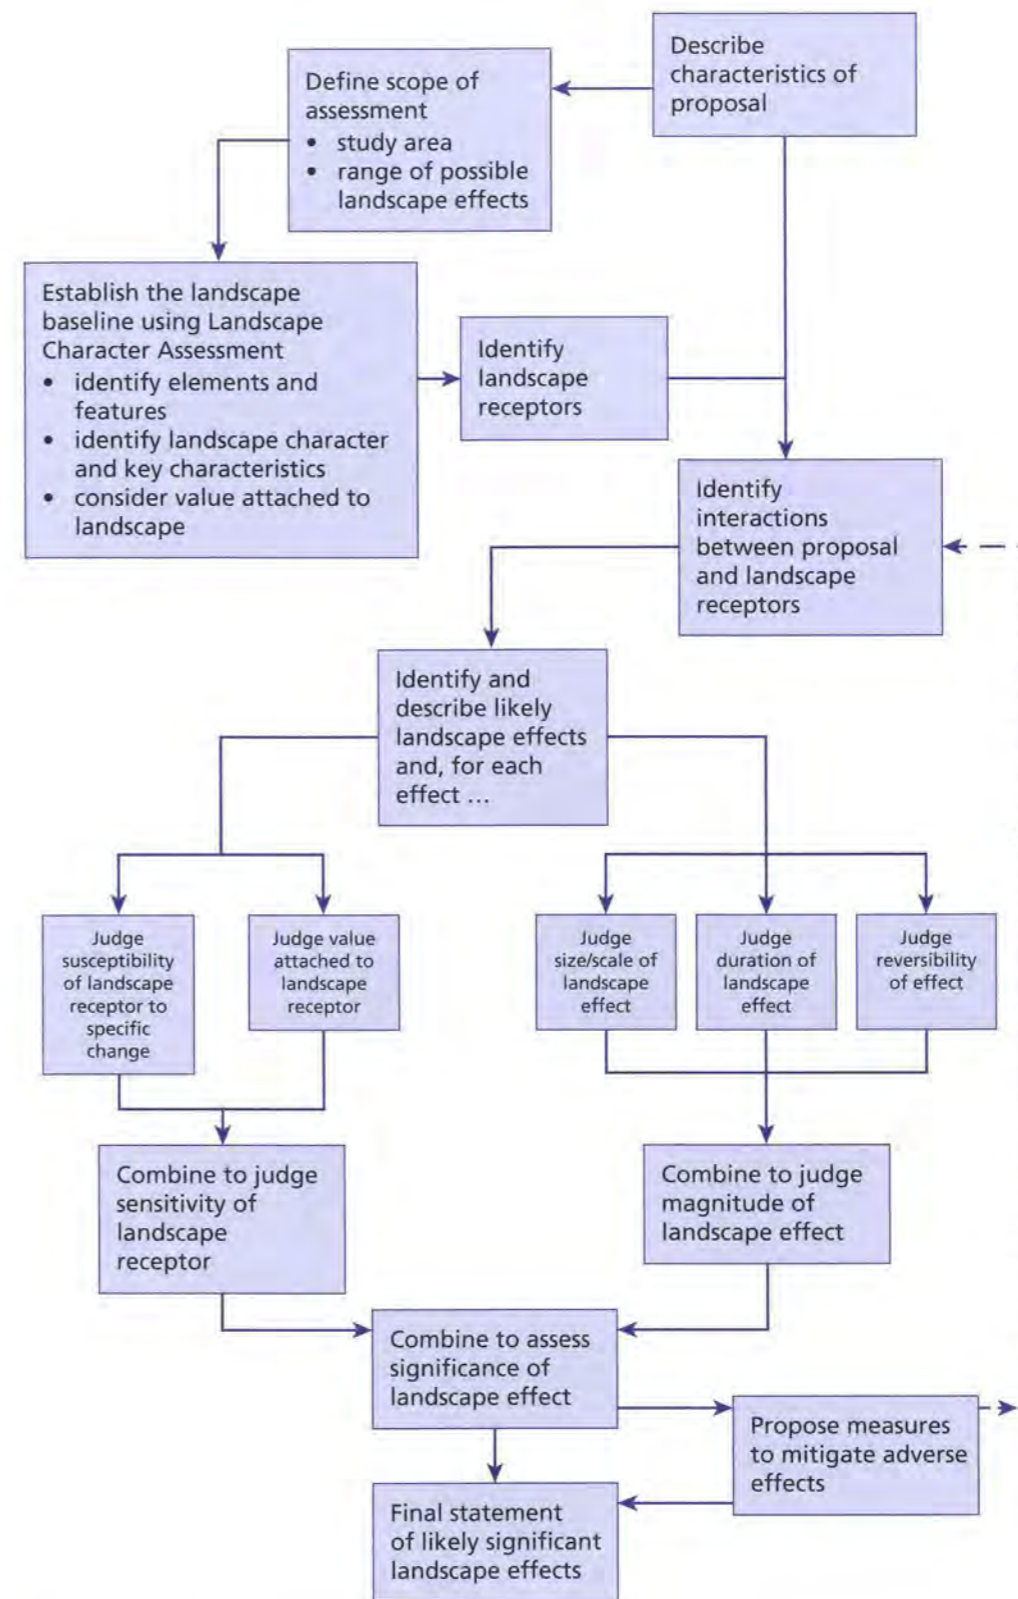 Describe
characteristics of
proposal
Define scope of
assessment
• study area
• range of possible
landscape effects
Establish the landscape
baseline using Landscape
Character Assessment
• identify elements and
features
• identify landscape character
and key characteristics
• consider value attached to
landscape
Identify
landscape
receptors
Identify
interactions
between proposal
and landscape
receptors
Identify and
describe likely
landscape effects
and, for each
effect ...
Judge
susceptibility
of landscape
receptor to
specific
change
Judge value
attached to
landscape
receptor
Judge
size/scale of
landscape
effect
Judge
duration of
landscape
effect
Judge
reversibility
of effect
Combine to judge
sensitivity of
landscape
receptor
Combine to judge
magnitude of
landscape effect
Combine to assess
significance of
landscape effect
Propose measures
to mitigate adverse
effects
Final statement
of likely significant
landscape effects